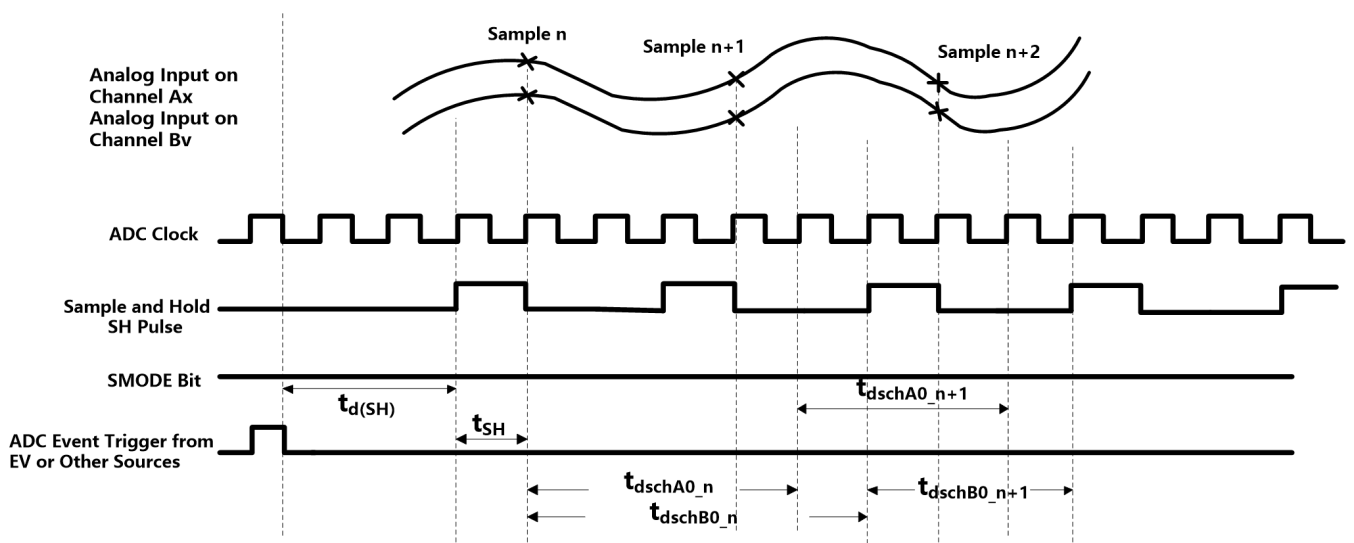 Sample n
Sample n+1
Sample n+2
Analog Input on
Channel Ax
Analog Input on
Channel Bv
ADC Clock
Sample and Hold
SH Pulse
SMODE Bit
td(SH)
tdschA0_n+1
tSH
ADC Event Trigger from
EV or Other Sources
tdschA0_n
tdschB0_n+1
tdschB0_n